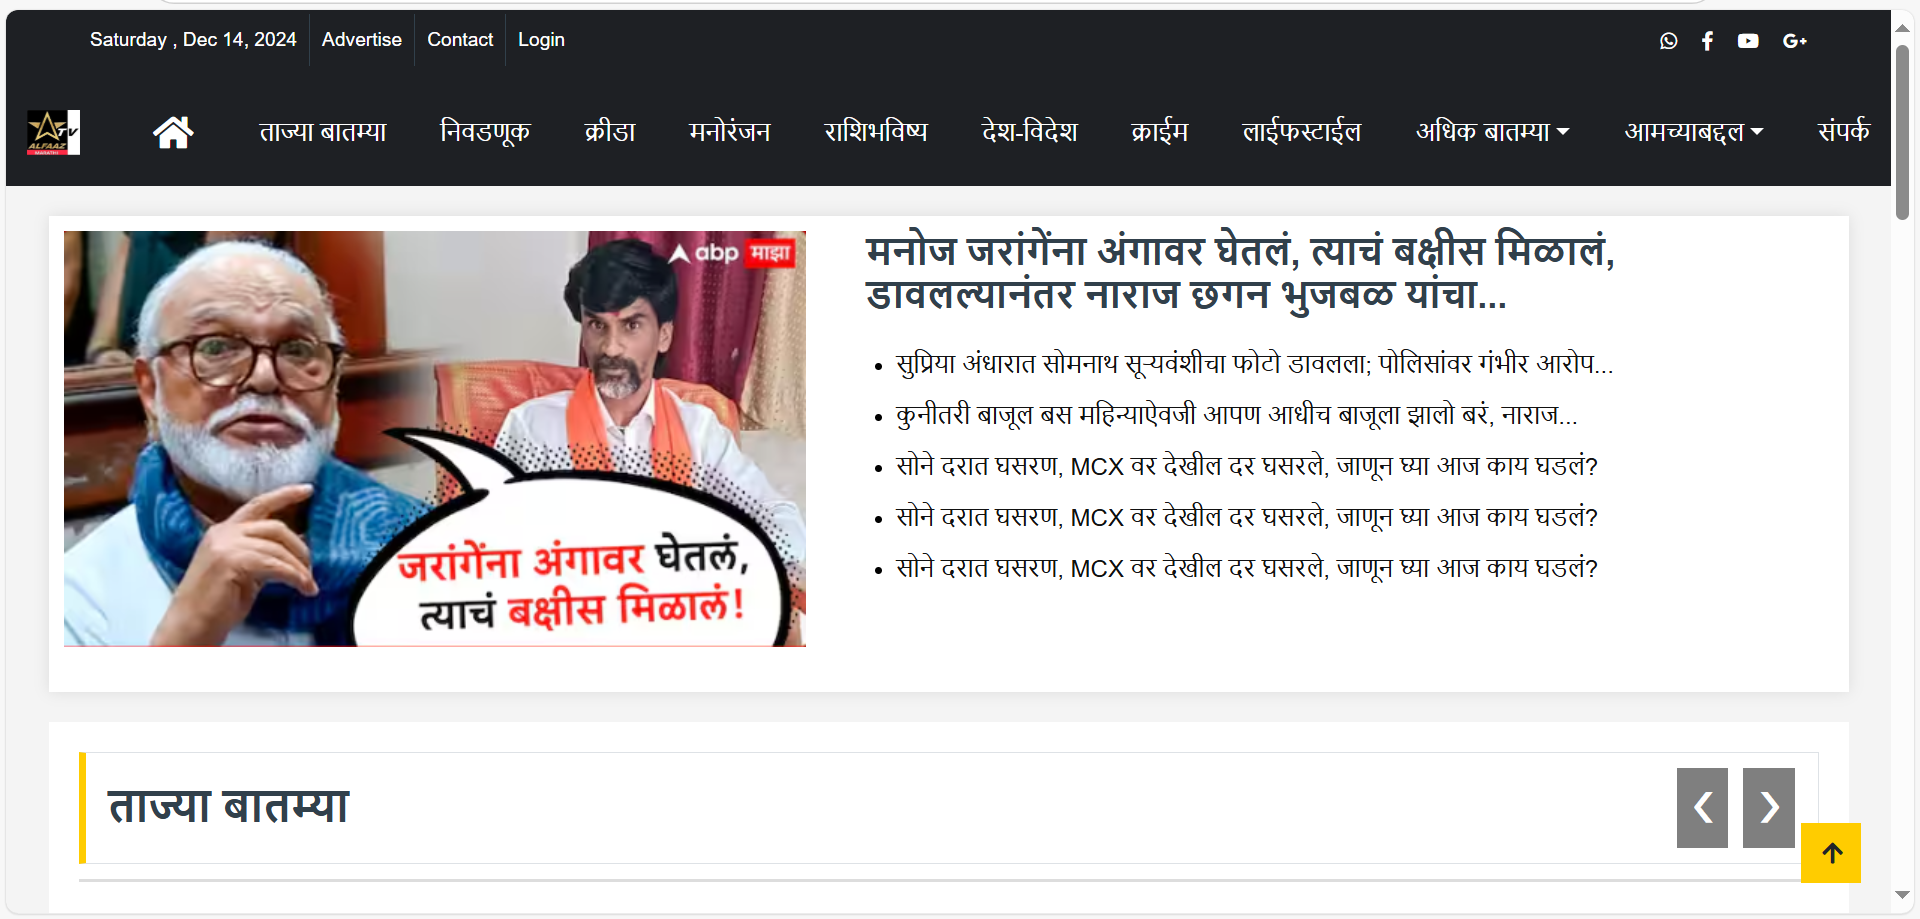 Saturday , Dec 14, 2024 Advertise Contact Login
G+
TV
ALFAAZ
MARATHI
ताज्या बातम्या निवडणूक क्रीडा मनोरंजन राशिभविष्य देश-विदेश क्राईम लाईफस्टाईल अधिक बातम्या आमच्याबद्दल संपर्क
abp माझा
जरांगेंना अंगावर घेतलं,
त्याचं बक्षीस मिळालं!
मनोज जरांगेंना अंगावर घेतलं, त्याचं बक्षीस मिळालं,
डावलल्यानंतर नाराज छगन भुजबळ यांचा...
• सुप्रिया अंधारात सोमनाथ सूऱ्यवंशीचा फोटो डावलला; पोलिसांवर गंभीर आरोप...
• कुनीतरी बाजूल बस महिन्याऐवजी आपण आधीच बाजूला झालो बरं, नाराज...
• सोने दरात घसरण, MCX वर देखील दर घसरले, जाणून घ्या आज काय घडलं?
• सोने दरात घसरण, MCX वर देखील दर घसरले, जाणून घ्या आज काय घडलं?
• सोने दरात घसरण, MCX वर देखील दर घसरले, जाणून घ्या आज काय घडलं?
ताज्या बातम्या